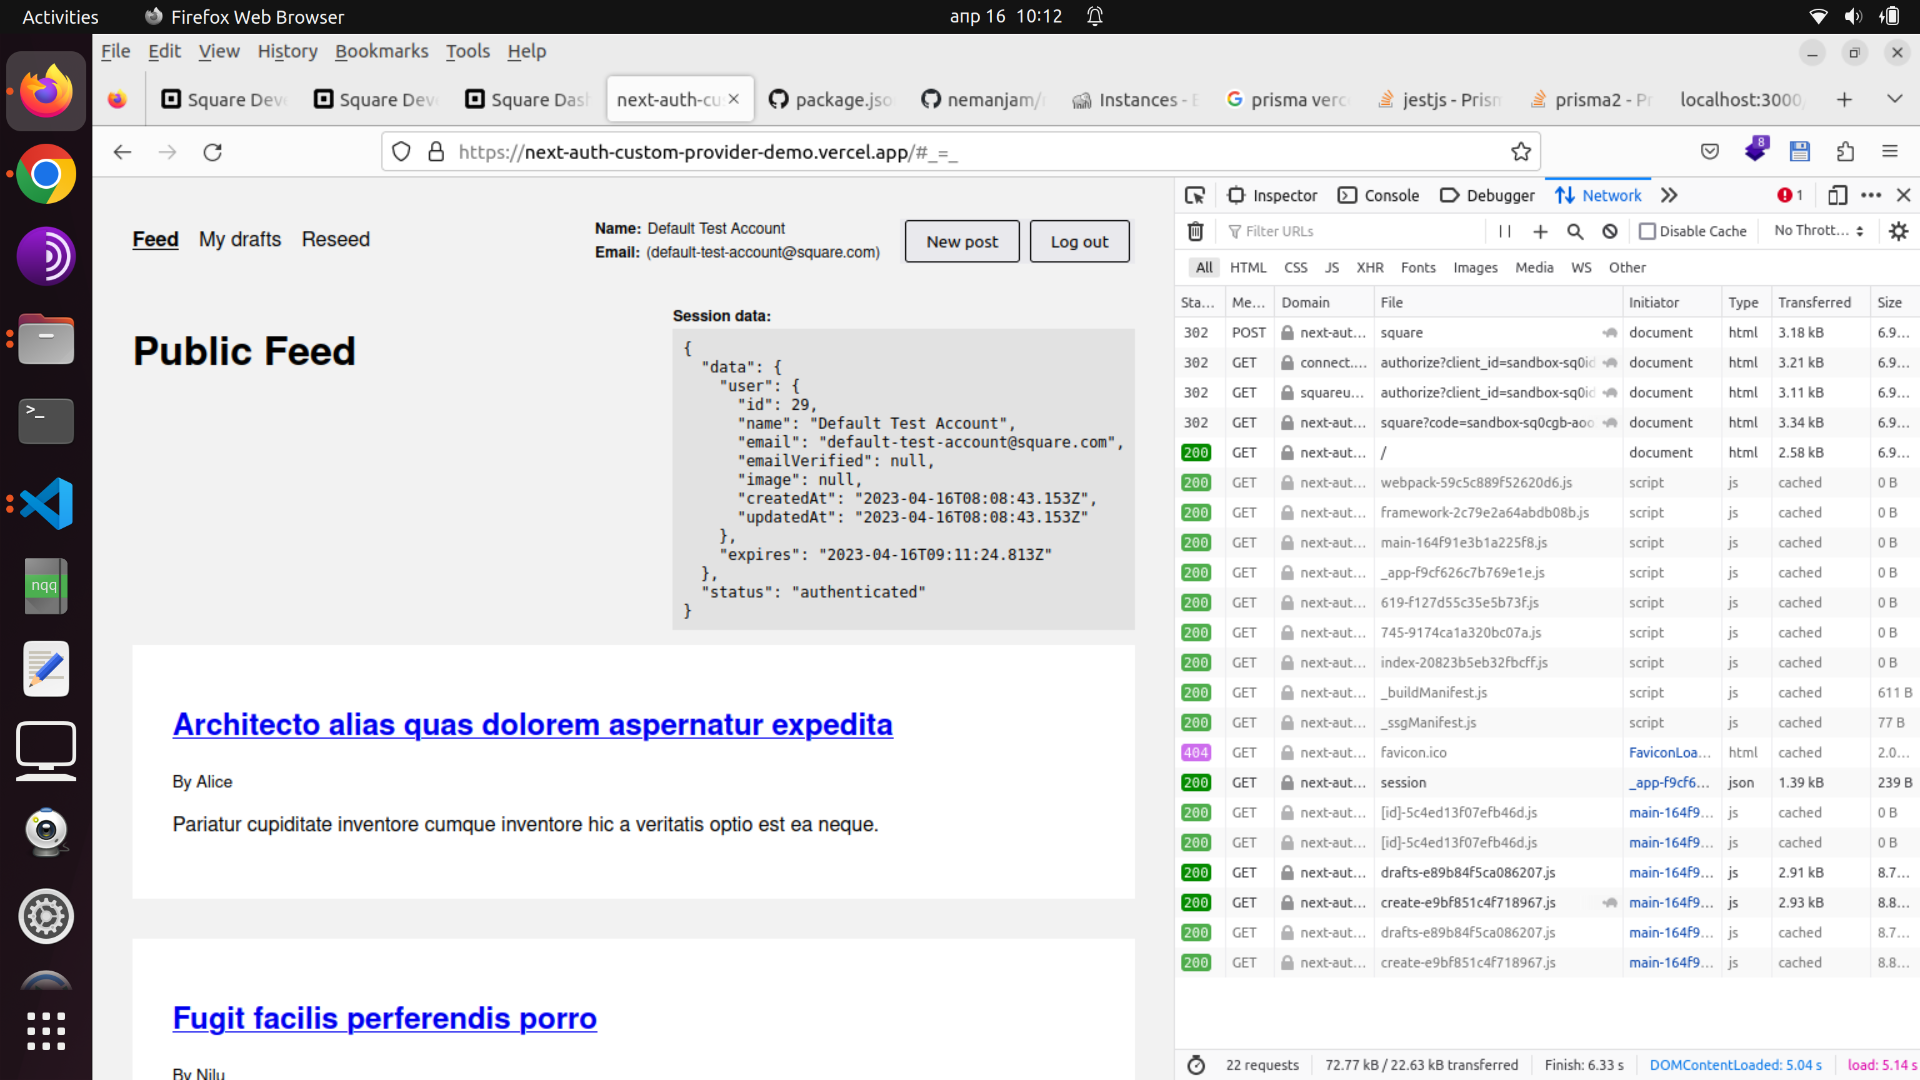 Activities Firefox Web Browser апр 16 10:12
File Edit View History Bookmarks Tools Help
Square Deve Square Deve Square Das next-auth-cu package.jso nemanjam/ Instances - E prisma verc jestjs - Prism prisma2 - P localhost:3000/
https://next-auth-custom-provider-demo.vercel.app/#_=_ 8
Inspector Console Debugger Network 1
Filter URLs Disable Cache No Thrott...
All HTML CSS JS XHR Fonts Images Media WS Other
Feed My drafts Reseed
Name: Default Test Account
Email: (default-test-account@square.com)
New post Log out
Public Feed
Session data:
{
"data": {
"user": {
"id": 29,
"name": "Default Test Account",
"email": "default-test-account@square.com",
"emailVerified": null,
"image": null,
"createdAt": "2023-04-16T08:08:43.153Z",
"updatedAt": "2023-04-16T08:08:43.153Z"
},
"expires": "2023-04-16T09:11:24.813Z"
},
"status": "authenticated"
}
Architecto alias quas dolorem aspernatur expedita
By Alice
Pariatur cupiditate inventore cumque inventore hic a veritatis optio est ea neque.
Fugit facilis perferendis porro
By Nilu
Sta... Me... Domain File Initiator Type Transferred Size
302 POST next-aut... square document html 3.18 kB 6.9...
302 GET connect.... authorize?client_id=sandbox-sq0id document html 3.21 kB 6.9...
302 GET squareu... authorize?client_id=sandbox-sq0id document html 3.11 kB 6.9...
302 GET next-aut... square?code=sandbox-sq0cgb-aoo document html 3.34 kB 6.9...
200 GET next-aut... / document html 2.58 kB 6.9...
200 GET next-aut... webpack-59c5c889f52620d6.js script js cached 0 B
200 GET next-aut... framework-2c79e2a64abdb08b.js script js cached 0 B
200 GET next-aut... main-164f91e3b1a225f8.js script js cached 0 B
200 GET next-aut... _app-f9cf626c7b769e1e.js script js cached 0 B
200 GET next-aut... 619-f127d55c35e5b73f.js script js cached 0 B
200 GET next-aut... 745-9174ca1a320bc07a.js script js cached 0 B
200 GET next-aut... index-20823b5eb32fbcff.js script js cached 0 B
200 GET next-aut... _buildManifest.js script js cached 611 B
200 GET next-aut... _ssgManifest.js script js cached 77 B
404 GET next-aut... favicon.ico FaviconLoa... html cached 2.0...
200 GET next-aut... session _app-f9cf6... json 1.39 kB 239 B
200 GET next-aut... [id]-5c4ed13f07efb46d.js main-164f9... js cached 0 B
200 GET next-aut... [id]-5c4ed13f07efb46d.js main-164f9... js cached 0 B
200 GET next-aut... drafts-e89b84f5ca086207.js main-164f9... js 2.91 kB 8.7...
200 GET next-aut... create-e9bf851c4f718967.js main-164f9... js 2.93 kB 8.8...
200 GET next-aut... drafts-e89b84f5ca086207.js main-164f9... js cached 8.7...
200 GET next-aut... create-e9bf851c4f718967.js main-164f9... js cached 8.8...
22 requests 72.77 kB / 22.63 kB transferred Finish: 6.33 s DOMContentLoaded: 5.04 s load: 5.14 s
nqq